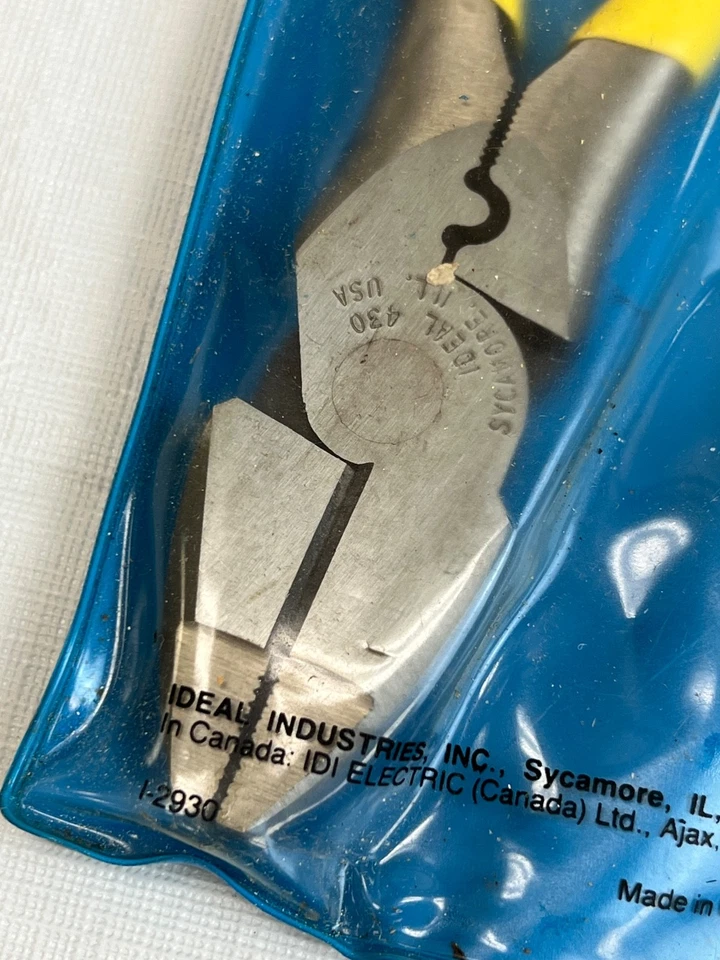 IDEAL 430
SYCAMORE, ILL. USA
IDEAL INDUSTRIES, INC., Sycamore, IL,
In Canada: IDI ELECTRIC (Canada) Ltd., Ajax,
I-2930
Made in